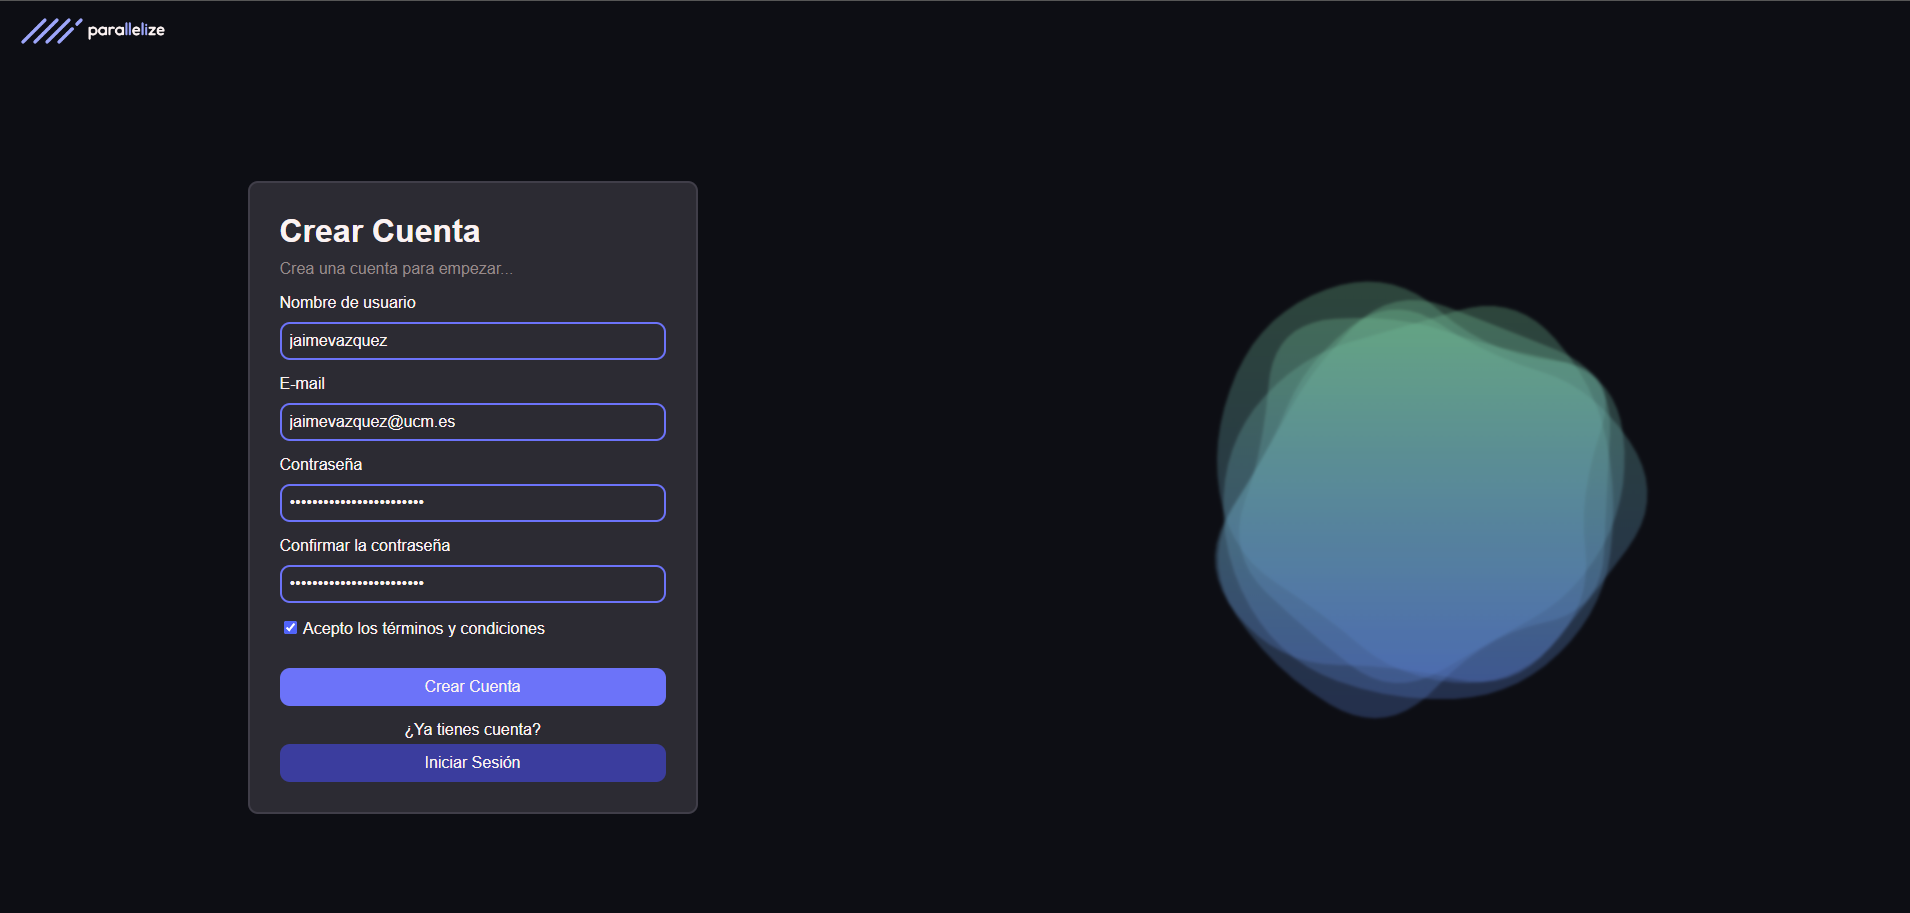 parallelize
Crear Cuenta
Crea una cuenta para empezar...
Nombre de usuario
jaimevazquez
E-mail
jaimevazquez@ucm.es
Contraseña
••••••••••••••••••••••••
Confirmar la contraseña
••••••••••••••••••••••••
Acepto los términos y condiciones
Crear Cuenta
¿Ya tienes cuenta?
Iniciar Sesión